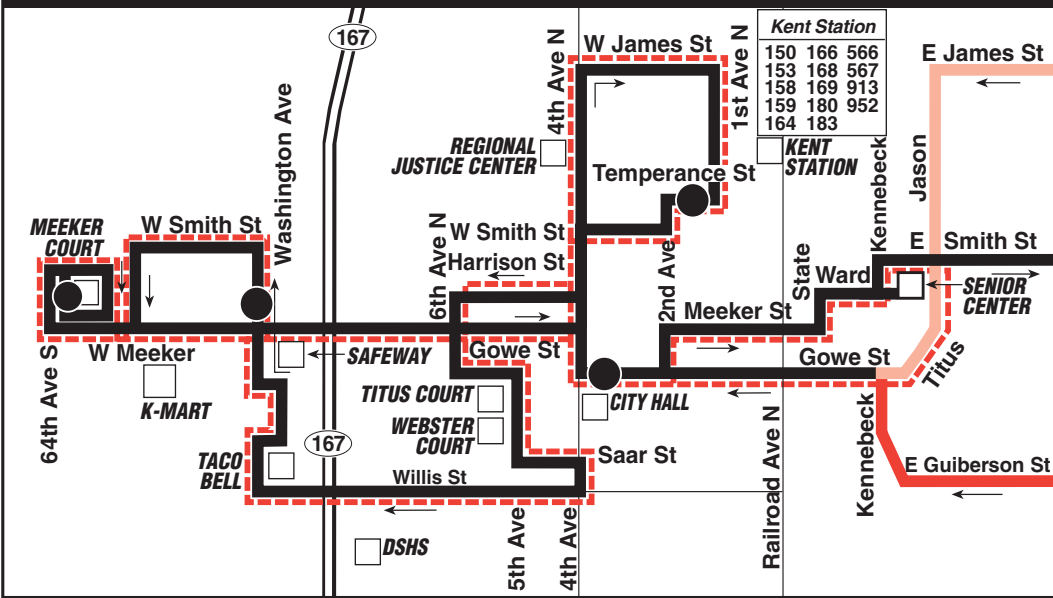 167
4th Ave N
W James St
1st Ave N
Kent Station
150 166 566
153 168 567
158 169 913
159 180 952
164 183
E James St
Washington Ave
REGIONAL
JUSTICE CENTER
Temperance St
KENT
STATION
Kennebeck
Jason
MEEKER
COURT
W Smith St
6th Ave N
W Smith St
Harrison St
2nd Ave
State
Ward
E Smith St
SENIOR
CENTER
Meeker St
64th Ave S
W Meeker
SAFEWAY
Gowe St
Gowe St
Titus
K-MART
TITUS COURT
CITY HALL
WEBSTER
COURT
167
TACO
BELL
Willis St
Saar St
Railroad Ave N
Kennebeck
E Guiberson St
DSHS
5th Ave
4th Ave